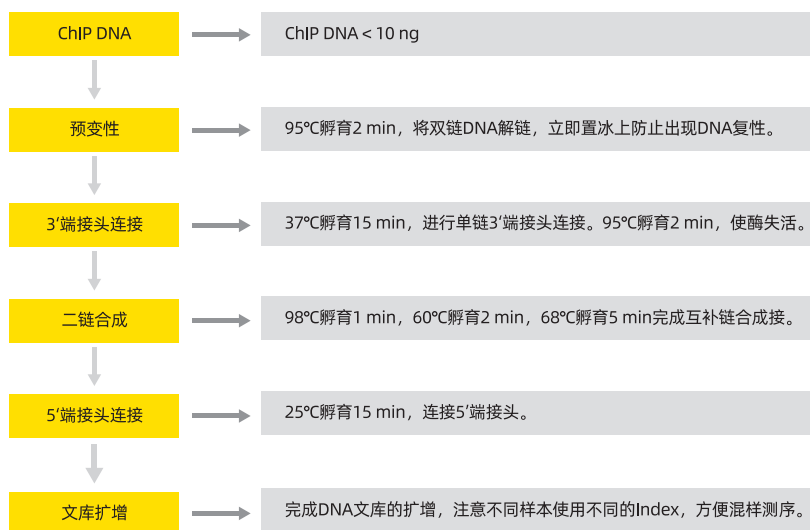 ChIP DNA
ChIP DNA < 10 ng
预变性
95℃孵育2 min，将双链DNA解链，立即置冰上防止出现DNA复性。
3'端接头连接
37℃孵育15 min，进行单链3'端接头连接。95℃孵育2 min，使酶失活。
二链合成
98℃孵育1 min，60℃孵育2 min，68℃孵育5 min完成互补链合成接。
5'端接头连接
25℃孵育15 min，连接5'端接头。
文库扩增
完成DNA文库的扩增，注意不同样本使用不同的Index，方便混样测序。